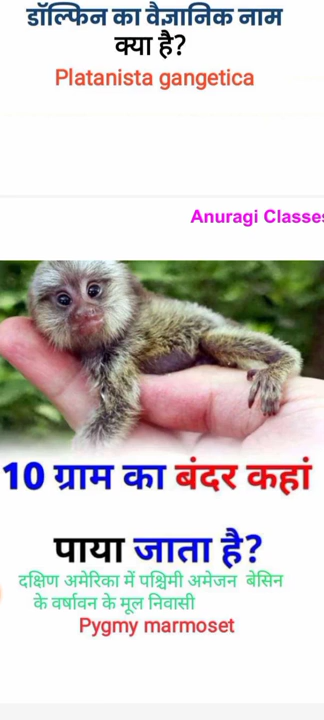 डॉल्फिन का वैज्ञानिक नाम
क्या है?
Platanista gangetica
Anuragi Classes
10 ग्राम का बंदर कहां
पाया जाता है?
दक्षिण अमेरिका में पश्चिमी अमेजन बेसिन
के वर्षावन के मूल निवासी
Pygmy marmoset